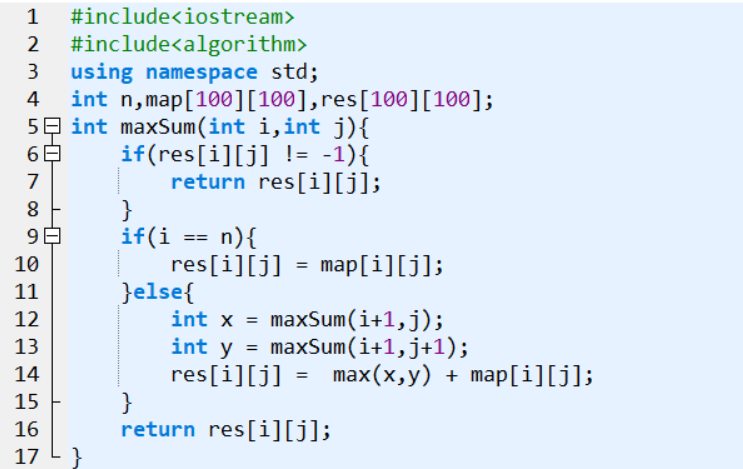 1 #include<iostream>
2 #include<algorithm>
3 using namespace std;
4 int n,map[100][100],res[100][100];
5 int maxSum(int i,int j){
6     if(res[i][j] != -1){
7         return res[i][j];
8     }
9     if(i == n){
10         res[i][j] = map[i][j];
11     }else{
12         int x = maxSum(i+1,j);
13         int y = maxSum(i+1,j+1);
14         res[i][j] =  max(x,y) + map[i][j];
15     }
16     return res[i][j];
17 }